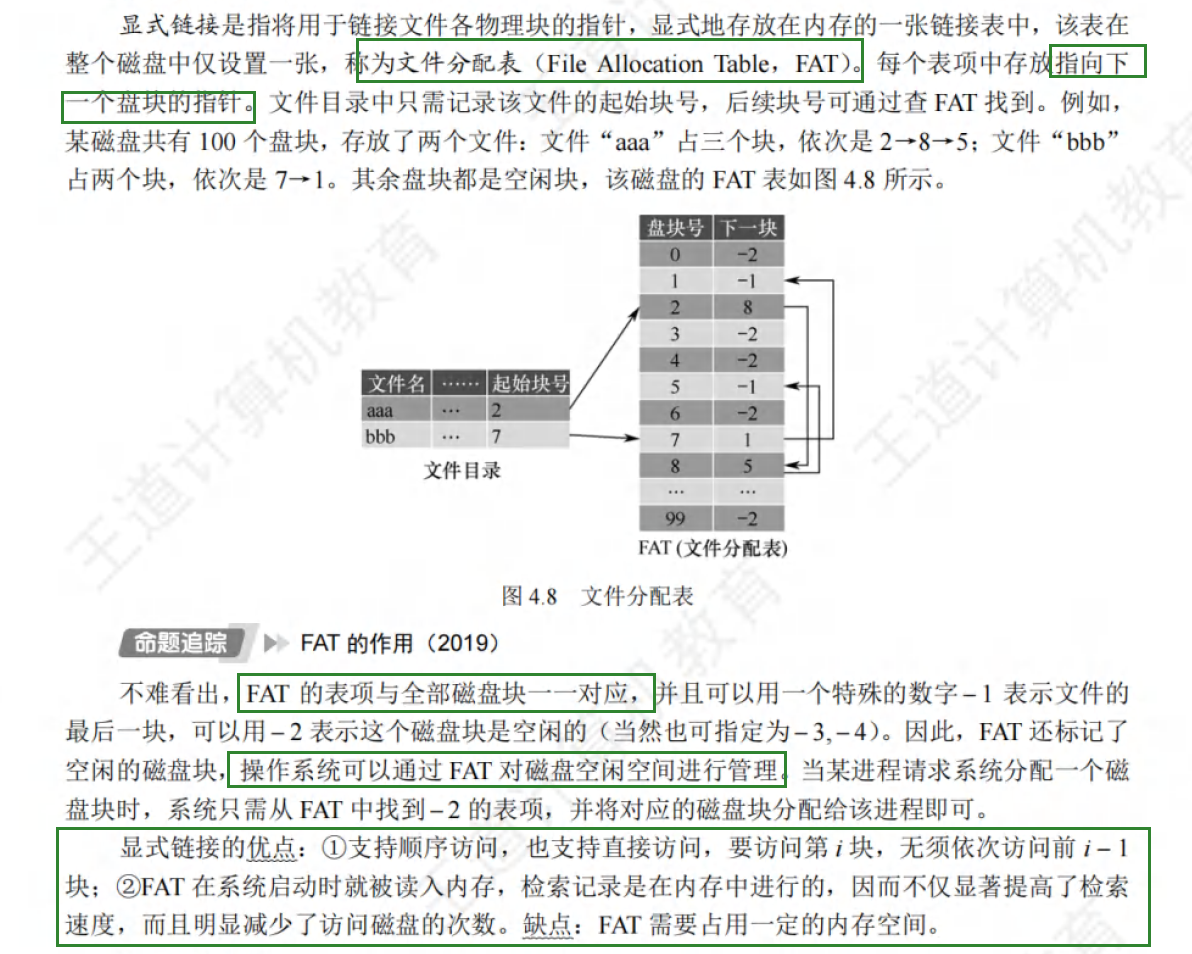 显式链接是指将用于链接文件各物理块的指针，显式地存放在内存的一张链接表中，该表在
整个磁盘中仅设置一张，称为文件分配表（File Allocation Table，FAT）。每个表项中存放指向下
一个盘块的指针。文件目录中只需记录该文件的起始块号，后续块号可通过查 FAT 找到。例如，
某磁盘共有 100 个盘块，存放了两个文件：文件“aaa”占三个块，依次是 2→8→5；文件“bbb”
占两个块，依次是 7→1。其余盘块都是空闲块，该磁盘的 FAT 表如图 4.8 所示。
盘块号 下一块
0 -2
1 -1
2 8
3 -2
4 -2
5 -1
6 -2
7 1
8 5
… …
99 -2
FAT (文件分配表)
文件名 …… 起始块号
aaa … 2
bbb … 7
文件目录
图 4.8 文件分配表
命题追踪 FAT 的作用（2019）
不难看出，FAT 的表项与全部磁盘块一一对应，并且可以用一个特殊的数字 – 1 表示文件的
最后一块，可以用 – 2 表示这个磁盘块是空闲的（当然也可指定为 – 3, – 4）。因此，FAT 还标记了
空闲的磁盘块，操作系统可以通过 FAT 对磁盘空闲空间进行管理。当某进程请求系统分配一个磁
盘块时，系统只需从 FAT 中找到 – 2 的表项，并将对应的磁盘块分配给该进程即可。
显式链接的优点：①支持顺序访问，也支持直接访问，要访问第 i 块，无须依次访问前 i – 1
块；②FAT 在系统启动时就被读入内存，检索记录是在内存中进行的，因而不仅显著提高了检索
速度，而且明显减少了访问磁盘的次数。缺点：FAT 需要占用一定的内存空间。
王道计算机教育
王道计算机教育